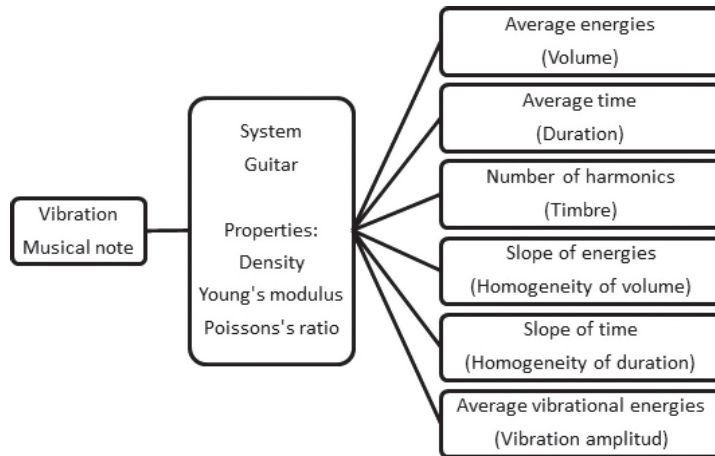 Vibration
Musical note
System
Guitar
Properties:
Density
Young's modulus
Poissons's ratio
Average energies
(Volume)
Average time
(Duration)
Number of harmonics
(Timbre)
Slope of energies
(Homogeneity of volume)
Slope of time
(Homogeneity of duration)
Average vibrational energies
(Vibration amplitud)